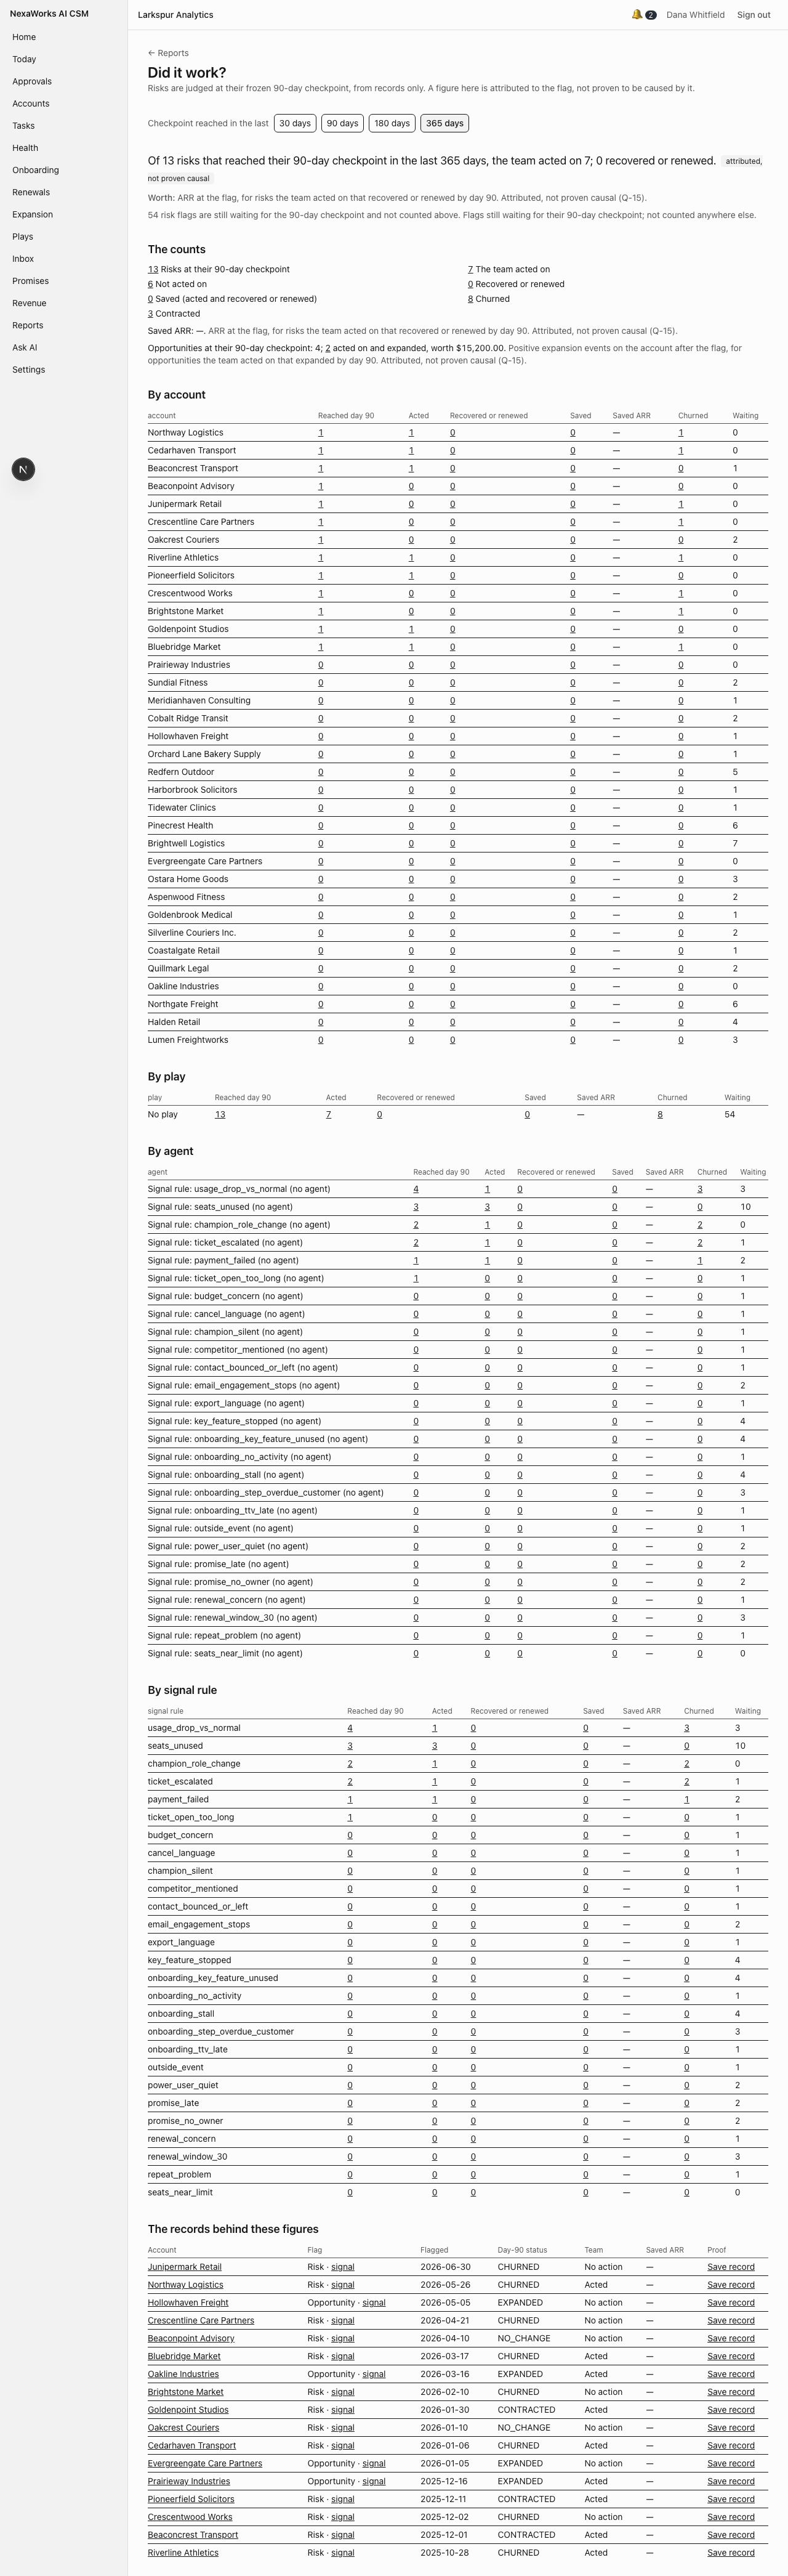 NexaWorks AI CSM
Home
Today
Approvals
Accounts
Tasks
Health
Onboarding
Renewals
Expansion
Plays
Inbox
Promises
Revenue
Reports
Ask AI
Settings
N
Larkspur Analytics
2 Dana Whitfield Sign out
← Reports
Did it work?
Risks are judged at their frozen 90-day checkpoint, from records only. A figure here is attributed to the flag, not proven to be caused by it.
Checkpoint reached in the last 30 days 90 days 180 days 365 days
Of 13 risks that reached their 90-day checkpoint in the last 365 days, the team acted on 7; 0 recovered or renewed. attributed,
not proven causal
Worth: ARR at the flag, for risks the team acted on that recovered or renewed by day 90. Attributed, not proven causal (Q-15).
54 risk flags are still waiting for the 90-day checkpoint and not counted above. Flags still waiting for their 90-day checkpoint; not counted anywhere else.
The counts
13 Risks at their 90-day checkpoint 7 The team acted on
6 Not acted on 0 Recovered or renewed
0 Saved (acted and recovered or renewed) 8 Churned
3 Contracted
Saved ARR: —. ARR at the flag, for risks the team acted on that recovered or renewed by day 90. Attributed, not proven causal (Q-15).
Opportunities at their 90-day checkpoint: 4; 2 acted on and expanded, worth $15,200.00. Positive expansion events on the account after the flag, for
opportunities the team acted on that expanded by day 90. Attributed, not proven causal (Q-15).
By account
account Reached day 90 Acted Recovered or renewed Saved Saved ARR Churned Waiting
Northway Logistics 1 1 0 0 — 1 0
Cedarhaven Transport 1 1 0 0 — 1 0
Beaconcrest Transport 1 1 0 0 — 0 1
Beaconpoint Advisory 1 0 0 0 — 0 0
Junipermark Retail 1 0 0 0 — 1 0
Crescentline Care Partners 1 0 0 0 — 1 0
Oakcrest Couriers 1 0 0 0 — 0 2
Riverline Athletics 1 1 0 0 — 1 0
Pioneerfield Solicitors 1 1 0 0 — 0 0
Crescentwood Works 1 0 0 0 — 1 0
Brightstone Market 1 0 0 0 — 1 0
Goldenpoint Studios 1 1 0 0 — 0 0
Bluebridge Market 1 1 0 0 — 1 0
Prairieway Industries 0 0 0 0 — 0 0
Sundial Fitness 0 0 0 0 — 0 2
Meridianhaven Consulting 0 0 0 0 — 0 1
Cobalt Ridge Transit 0 0 0 0 — 0 2
Hollowhaven Freight 0 0 0 0 — 0 1
Orchard Lane Bakery Supply 0 0 0 0 — 0 1
Redfern Outdoor 0 0 0 0 — 0 5
Harborbrook Solicitors 0 0 0 0 — 0 1
Tidewater Clinics 0 0 0 0 — 0 1
Pinecrest Health 0 0 0 0 — 0 6
Brightwell Logistics 0 0 0 0 — 0 7
Evergreengate Care Partners 0 0 0 0 — 0 0
Ostara Home Goods 0 0 0 0 — 0 3
Aspenwood Fitness 0 0 0 0 — 0 2
Goldenbrook Medical 0 0 0 0 — 0 1
Silverline Couriers Inc. 0 0 0 0 — 0 2
Coastalgate Retail 0 0 0 0 — 0 1
Quillmark Legal 0 0 0 0 — 0 2
Oakline Industries 0 0 0 0 — 0 0
Northgate Freight 0 0 0 0 — 0 6
Halden Retail 0 0 0 0 — 0 4
Lumen Freightworks 0 0 0 0 — 0 3
By play
play Reached day 90 Acted Recovered or renewed Saved Saved ARR Churned Waiting
No play 13 7 0 0 — 8 54
By agent
agent Reached day 90 Acted Recovered or renewed Saved Saved ARR Churned Waiting
Signal rule: usage_drop_vs_normal (no agent) 4 1 0 0 — 3 3
Signal rule: seats_unused (no agent) 3 3 0 0 — 0 10
Signal rule: champion_role_change (no agent) 2 1 0 0 — 2 0
Signal rule: ticket_escalated (no agent) 2 1 0 0 — 2 1
Signal rule: payment_failed (no agent) 1 1 0 0 — 1 2
Signal rule: ticket_open_too_long (no agent) 1 0 0 0 — 0 1
Signal rule: budget_concern (no agent) 0 0 0 0 — 0 1
Signal rule: cancel_language (no agent) 0 0 0 0 — 0 1
Signal rule: champion_silent (no agent) 0 0 0 0 — 0 1
Signal rule: competitor_mentioned (no agent) 0 0 0 0 — 0 1
Signal rule: contact_bounced_or_left (no agent) 0 0 0 0 — 0 1
Signal rule: email_engagement_stops (no agent) 0 0 0 0 — 0 2
Signal rule: export_language (no agent) 0 0 0 0 — 0 1
Signal rule: key_feature_stopped (no agent) 0 0 0 0 — 0 4
Signal rule: onboarding_key_feature_unused (no agent) 0 0 0 0 — 0 4
Signal rule: onboarding_no_activity (no agent) 0 0 0 0 — 0 1
Signal rule: onboarding_stall (no agent) 0 0 0 0 — 0 4
Signal rule: onboarding_step_overdue_customer (no agent) 0 0 0 0 — 0 3
Signal rule: onboarding_ttv_late (no agent) 0 0 0 0 — 0 1
Signal rule: outside_event (no agent) 0 0 0 0 — 0 1
Signal rule: power_user_quiet (no agent) 0 0 0 0 — 0 2
Signal rule: promise_late (no agent) 0 0 0 0 — 0 2
Signal rule: promise_no_owner (no agent) 0 0 0 0 — 0 2
Signal rule: renewal_concern (no agent) 0 0 0 0 — 0 1
Signal rule: renewal_window_30 (no agent) 0 0 0 0 — 0 3
Signal rule: repeat_problem (no agent) 0 0 0 0 — 0 1
Signal rule: seats_near_limit (no agent) 0 0 0 0 — 0 0
By signal rule
signal rule Reached day 90 Acted Recovered or renewed Saved Saved ARR Churned Waiting
usage_drop_vs_normal 4 1 0 0 — 3 3
seats_unused 3 3 0 0 — 0 10
champion_role_change 2 1 0 0 — 2 0
ticket_escalated 2 1 0 0 — 2 1
payment_failed 1 1 0 0 — 1 2
ticket_open_too_long 1 0 0 0 — 0 1
budget_concern 0 0 0 0 — 0 1
cancel_language 0 0 0 0 — 0 1
champion_silent 0 0 0 0 — 0 1
competitor_mentioned 0 0 0 0 — 0 1
contact_bounced_or_left 0 0 0 0 — 0 1
email_engagement_stops 0 0 0 0 — 0 2
export_language 0 0 0 0 — 0 1
key_feature_stopped 0 0 0 0 — 0 4
onboarding_key_feature_unused 0 0 0 0 — 0 4
onboarding_no_activity 0 0 0 0 — 0 1
onboarding_stall 0 0 0 0 — 0 4
onboarding_step_overdue_customer 0 0 0 0 — 0 3
onboarding_ttv_late 0 0 0 0 — 0 1
outside_event 0 0 0 0 — 0 1
power_user_quiet 0 0 0 0 — 0 2
promise_late 0 0 0 0 — 0 2
promise_no_owner 0 0 0 0 — 0 2
renewal_concern 0 0 0 0 — 0 1
renewal_window_30 0 0 0 0 — 0 3
repeat_problem 0 0 0 0 — 0 1
seats_near_limit 0 0 0 0 — 0 0
The records behind these figures
Account Flag Flagged Day-90 status Team Saved ARR Proof
Junipermark Retail Risk · signal 2026-06-30 CHURNED No action — Save record
Northway Logistics Risk · signal 2026-05-26 CHURNED Acted — Save record
Hollowhaven Freight Opportunity · signal 2026-05-05 EXPANDED No action — Save record
Crescentline Care Partners Risk · signal 2026-04-21 CHURNED No action — Save record
Beaconpoint Advisory Risk · signal 2026-04-10 NO_CHANGE No action — Save record
Bluebridge Market Risk · signal 2026-03-17 CHURNED Acted — Save record
Oakline Industries Opportunity · signal 2026-03-16 EXPANDED Acted — Save record
Brightstone Market Risk · signal 2026-02-10 CHURNED No action — Save record
Goldenpoint Studios Risk · signal 2026-01-30 CONTRACTED Acted — Save record
Oakcrest Couriers Risk · signal 2026-01-10 NO_CHANGE No action — Save record
Cedarhaven Transport Risk · signal 2026-01-06 CHURNED Acted — Save record
Evergreengate Care Partners Opportunity · signal 2026-01-05 EXPANDED No action — Save record
Prairieway Industries Opportunity · signal 2025-12-16 EXPANDED Acted — Save record
Pioneerfield Solicitors Risk · signal 2025-12-11 CONTRACTED Acted — Save record
Crescentwood Works Risk · signal 2025-12-02 CHURNED No action — Save record
Beaconcrest Transport Risk · signal 2025-12-01 CONTRACTED Acted — Save record
Riverline Athletics Risk · signal 2025-10-28 CHURNED Acted — Save record